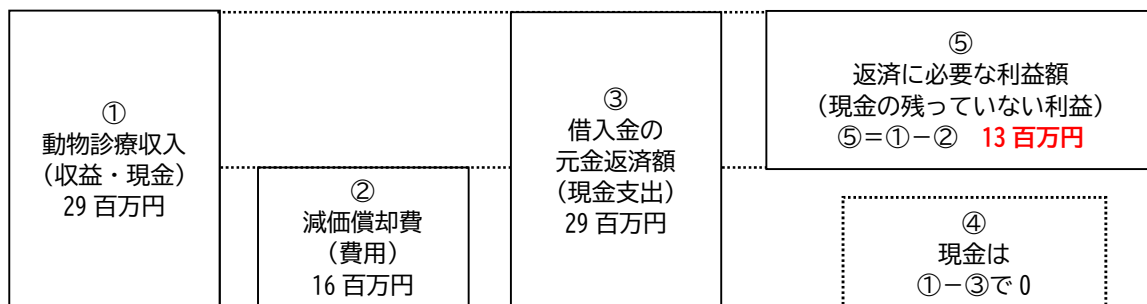 ①
動物診療収入
（収益・現金）
29 百万円
②
減価償却費
（費用）
16 百万円
③
借入金の
元金返済額
（現金支出）
29 百万円
⑤
返済に必要な利益額
（現金の残っていない利益）
⑤＝①－② 13 百万円
④
現金は
①－③で 0